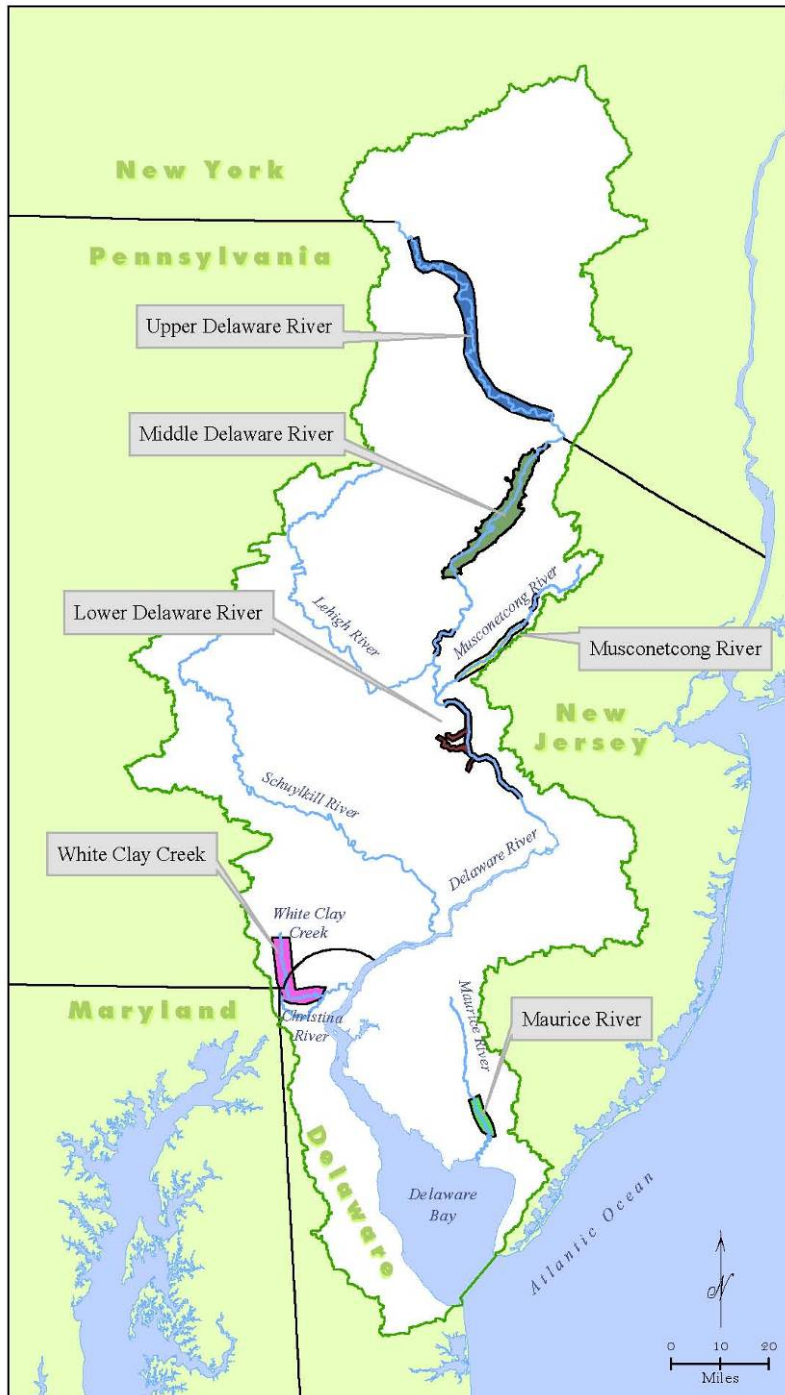 New York
Pennsylvania
Upper Delaware River
Middle Delaware River
Lehigh River
Musconetcong River
Lower Delaware River
Musconetcong River
New
Jersey
Schuylkill River
Delaware River
White Clay Creek
White Clay
Creek
Maryland
Christina
River
Maurice River
Maurice River
Delaware
Delaware
Bay
Atlantic Ocean
N
0 10 20
Miles